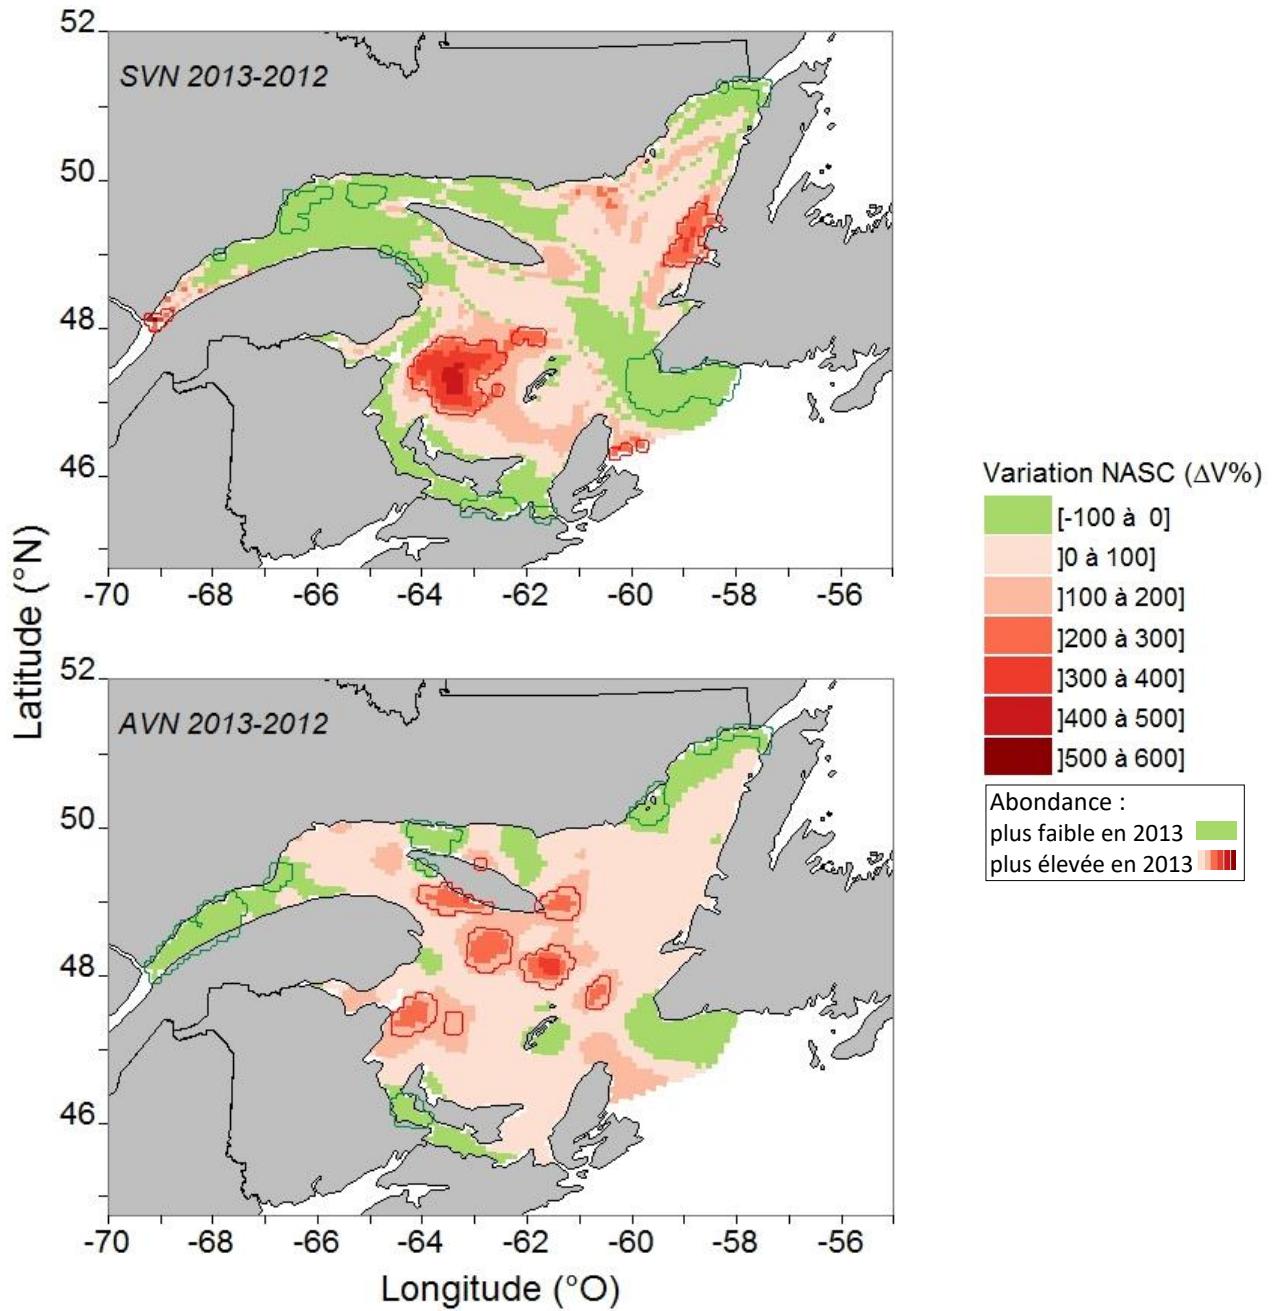 52
50
48
46
SVN 2013-2012
-70 -68 -66 -64 -62 -60 -58 -56
Latitude (°N)
52
50
48
46
AVN 2013-2012
-70 -68 -66 -64 -62 -60 -58 -56
Longitude (°O)
Variation NASC (ΔV%)
[-100 à 0]
]0 à 100]
]100 à 200]
]200 à 300]
]300 à 400]
]400 à 500]
]500 à 600]
Abondance :
plus faible en 2013
plus élevée en 2013